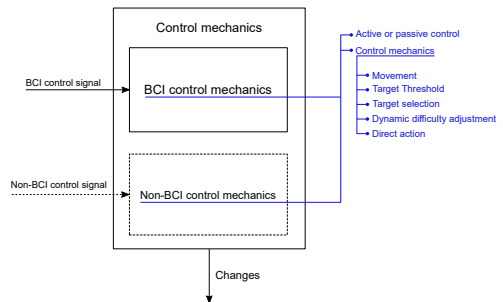 Control mechanics
Active or passive control
Control mechanics
BCI control signal
BCI control mechanics
Movement
Target Threshold
Target selection
Dynamic difficulty adjustment
Direct action
Non-BCI control signal
Non-BCI control mechanics
Changes